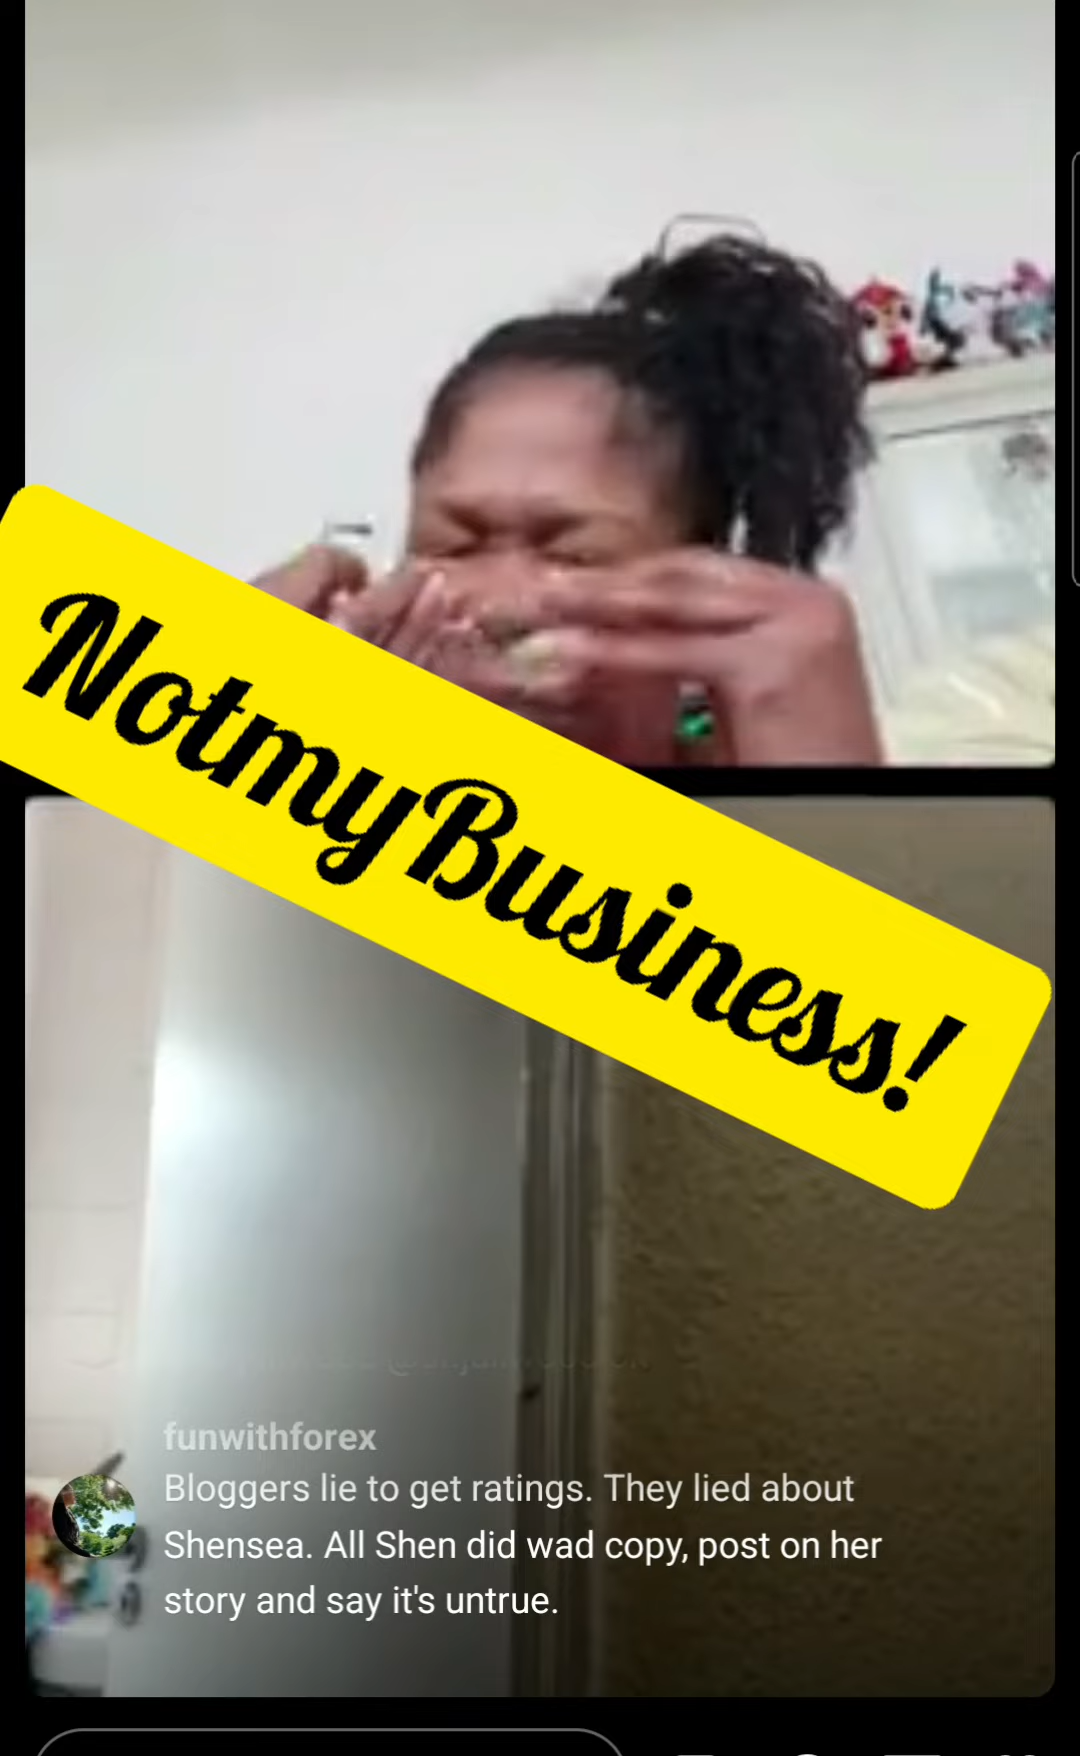 NotmyBusiness!
funwithforex
Bloggers lie to get ratings. They lied about
Shensea. All Shen did wad copy, post on her
story and say it's untrue.